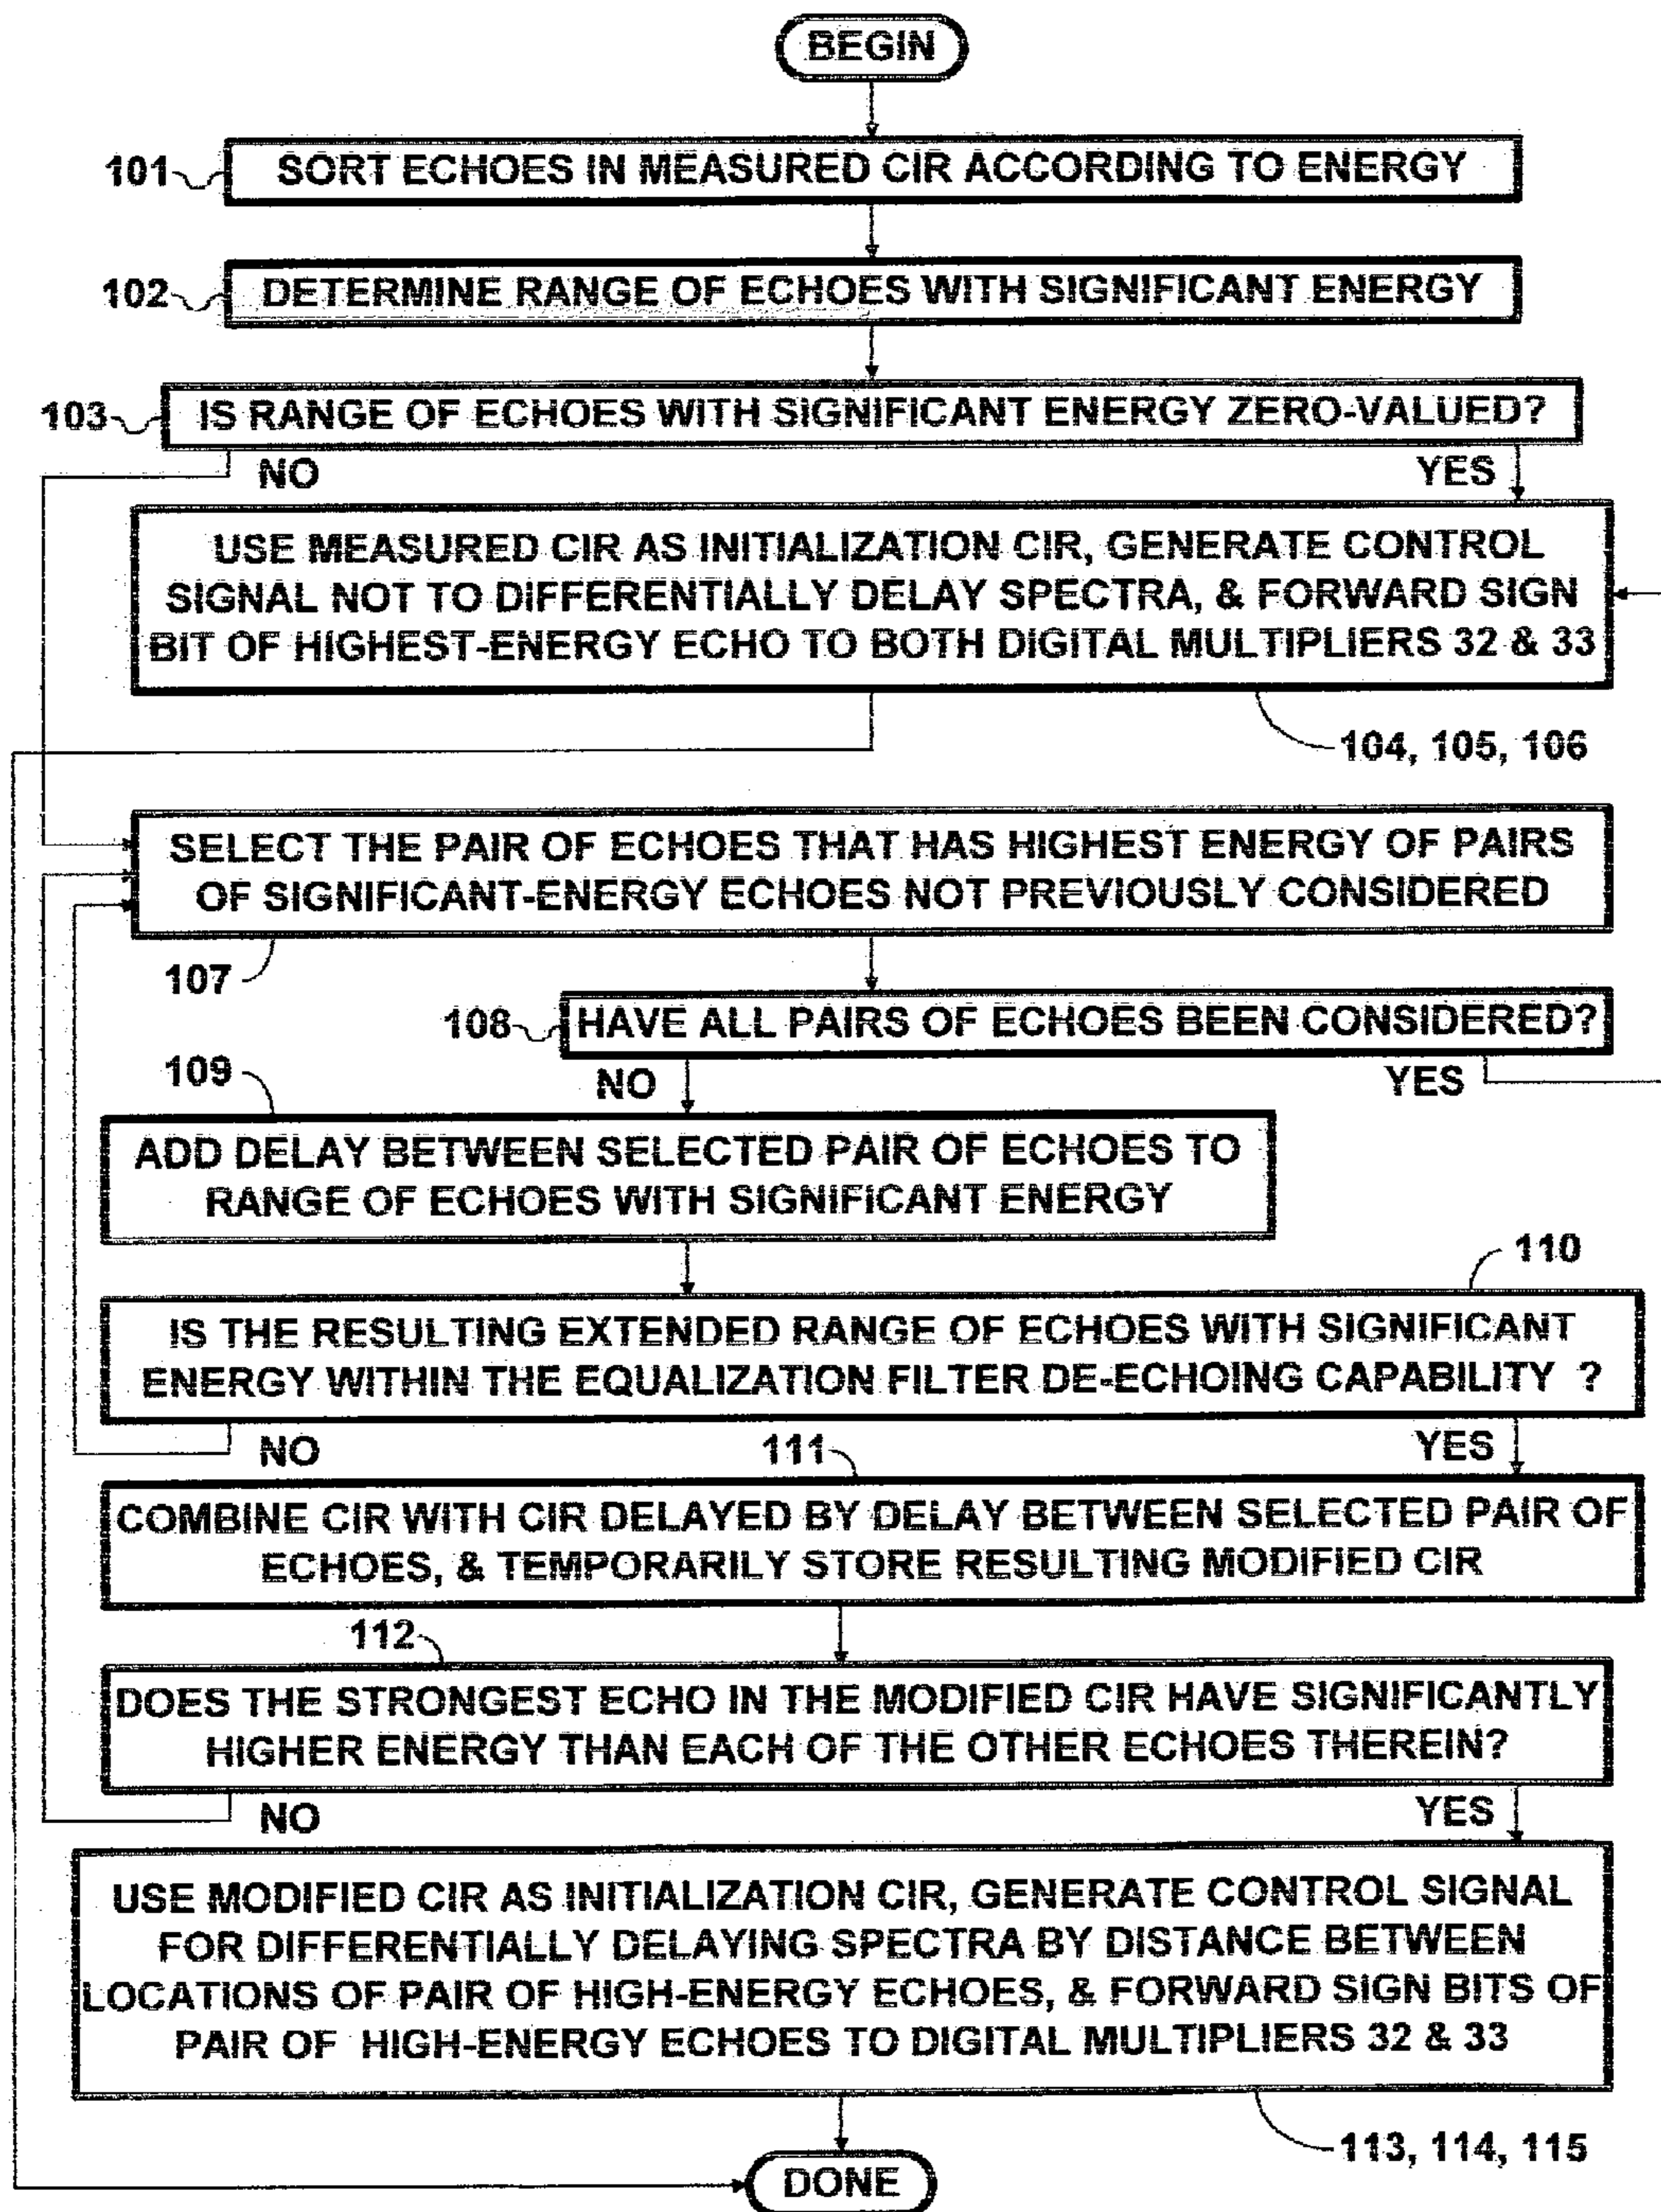 BEGIN
101
SORT ECHOES IN MEASURED CIR ACCORDING TO ENERGY
102
DETERMINE RANGE OF ECHOES WITH SIGNIFICANT ENERGY
103
IS RANGE OF ECHOES WITH SIGNIFICANT ENERGY ZERO-VALUED?
NO
YES
USE MEASURED CIR AS INITIALIZATION CIR, GENERATE CONTROL
SIGNAL NOT TO DIFFERENTIALLY DELAY SPECTRA, & FORWARD SIGN
BIT OF HIGHEST-ENERGY ECHO TO BOTH DIGITAL MULTIPLIERS 32 & 33
104, 105, 106
SELECT THE PAIR OF ECHOES THAT HAS HIGHEST ENERGY OF PAIRS
OF SIGNIFICANT-ENERGY ECHOES NOT PREVIOUSLY CONSIDERED
107
108
HAVE ALL PAIRS OF ECHOES BEEN CONSIDERED?
109
NO
YES
ADD DELAY BETWEEN SELECTED PAIR OF ECHOES TO
RANGE OF ECHOES WITH SIGNIFICANT ENERGY
110
IS THE RESULTING EXTENDED RANGE OF ECHOES WITH SIGNIFICANT
ENERGY WITHIN THE EQUALIZATION FILTER DE-ECHOING CAPABILITY ?
NO
111
YES
COMBINE CIR WITH CIR DELAYED BY DELAY BETWEEN SELECTED PAIR OF
ECHOES, & TEMPORARILY STORE RESULTING MODIFIED CIR
112
DOES THE STRONGEST ECHO IN THE MODIFIED CIR HAVE SIGNIFICANTLY
HIGHER ENERGY THAN EACH OF THE OTHER ECHOES THEREIN?
NO
YES
USE MODIFIED CIR AS INITIALIZATION CIR, GENERATE CONTROL SIGNAL
FOR DIFFERENTIALLY DELAYING SPECTRA BY DISTANCE BETWEEN
LOCATIONS OF PAIR OF HIGH-ENERGY ECHOES, & FORWARD SIGN BITS OF
PAIR OF HIGH-ENERGY ECHOES TO DIGITAL MULTIPLIERS 32 & 33
113, 114, 115
DONE